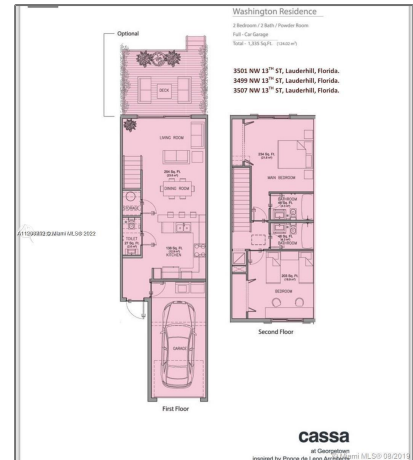 Washington Residence
2 Bedroom / 2 Bath / Powder Room
Full - Car Garage
Total - 1,335 Sq.Ft.
Optional
3501 NW 13TH ST, Lauderhill, Florida.
3499 NW 13TH ST, Lauderhill, Florida.
3507 NW 13TH ST, Lauderhill, Florida.
DECK
LIVING ROOM
DINING ROOM
STORAGE
TOILET
KITCHEN
GARAGE
First Floor
MAIN BEDROOM
BATHROOM
BATHROOM
BEDROOM
Second Floor
Miami MLS® 2022
cassa
at Georgetown
inspired by Ponce de Leon Architects
Miami MLS® 08/2019